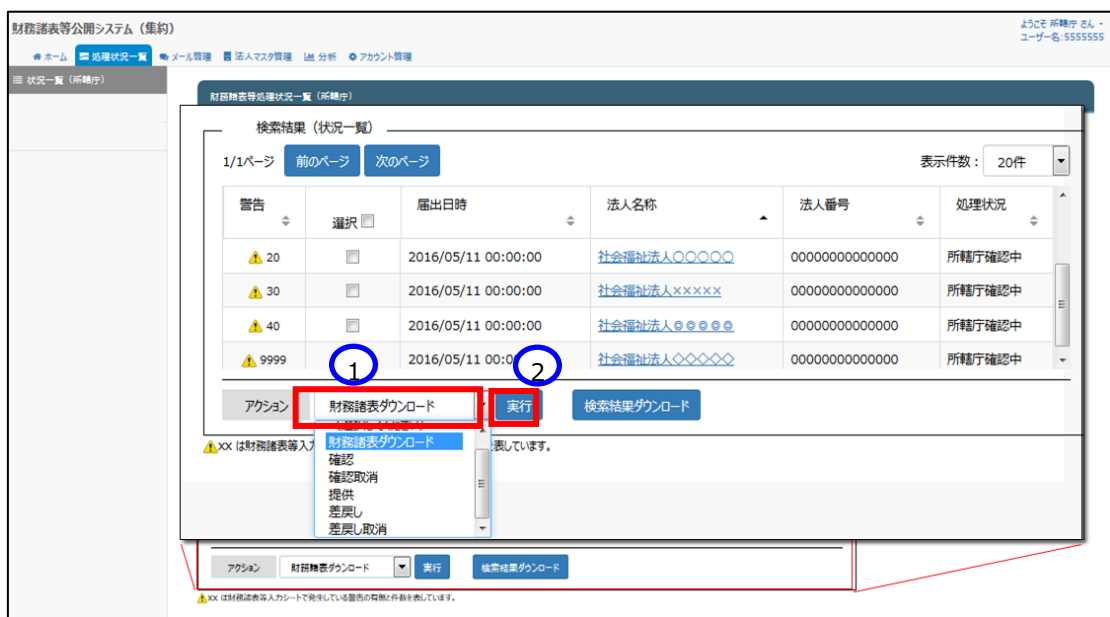 財務諸表等公開システム（集約）
ようこそ 所轄庁 さん
ユーザー名:5555555
ホーム 処理状況一覧 メール管理 法人マスタ管理 分析 アカウント管理
状況一覧（所轄庁）
財務諸表等処理状況一覧（所轄庁）
検索結果（状況一覧）
1/1ページ 前のページ 次のページ 表示件数： 20件
警告 選択 届出日時 法人名称 法人番号 処理状況
20 2016/05/11 00:00:00 社会福祉法人〇〇〇〇〇 00000000000000 所轄庁確認中
30 2016/05/11 00:00:00 社会福祉法人××××× 00000000000000 所轄庁確認中
40 2016/05/11 00:00:00 社会福祉法人◎◎◎◎◎ 00000000000000 所轄庁確認中
9999 2016/05/11 00:0 社会福祉法人◇◇◇◇◇ 00000000000000 所轄庁確認中
1 2
アクション 財務諸表ダウンロード 実行 検索結果ダウンロード
財務諸表ダウンロード
確認
確認取消
提供
差戻し
差戻し取消
xx は財務諸表等入 表しています。
アクション 財務諸表ダウンロード 実行 検索結果ダウンロード
xx は財務諸表等入力シートで発生している警告の有無と件数を表しています。